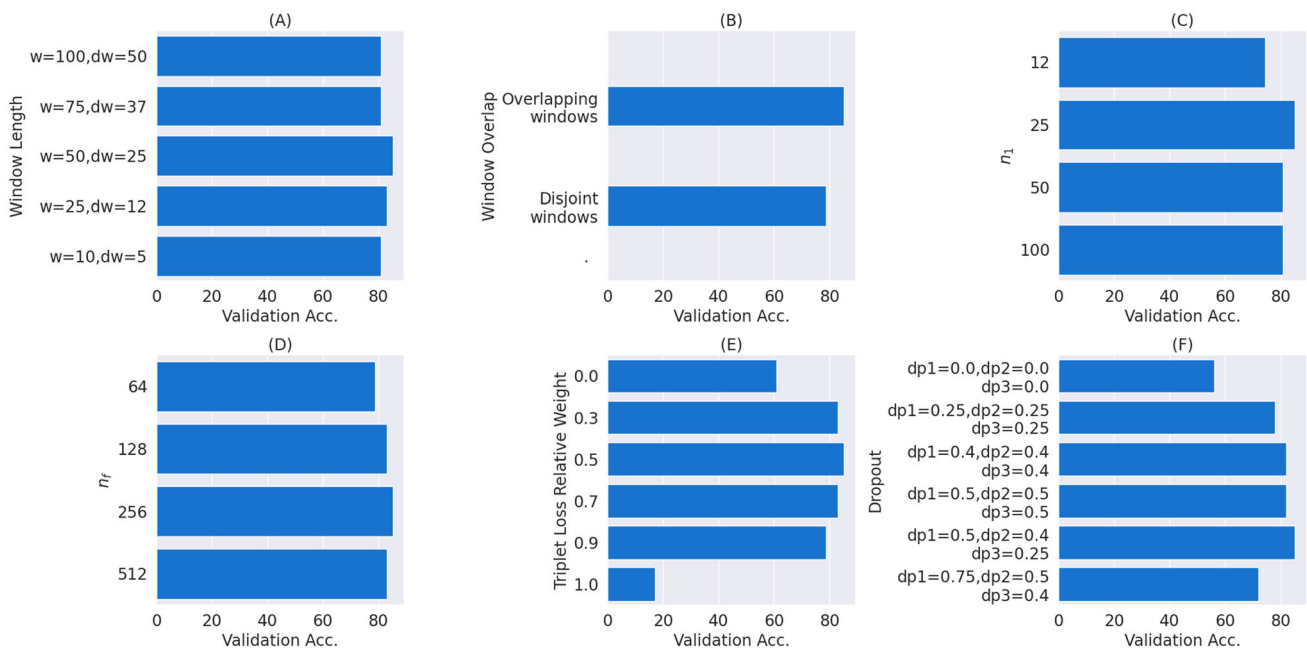 (A)
Window Length
w=100,dw=50
w=75,dw=37
w=50,dw=25
w=25,dw=12
w=10,dw=5
0 20 40 60 80
Validation Acc.
(B)
Window Overlap
Overlapping
windows
Disjoint
windows
.
0 20 40 60 80
Validation Acc.
(C)
n₁
12
25
50
100
0 20 40 60 80
Validation Acc.
(D)
n_f
64
128
256
512
0 20 40 60 80
Validation Acc.
(E)
Triplet Loss Relative Weight
0.0
0.3
0.5
0.7
0.9
1.0
0 20 40 60 80
Validation Acc.
(F)
Dropout
dp1=0.0,dp2=0.0
dp3=0.0
dp1=0.25,dp2=0.25
dp3=0.25
dp1=0.4,dp2=0.4
dp3=0.4
dp1=0.5,dp2=0.5
dp3=0.5
dp1=0.5,dp2=0.4
dp3=0.25
dp1=0.75,dp2=0.5
dp3=0.4
0 20 40 60 80
Validation Acc.